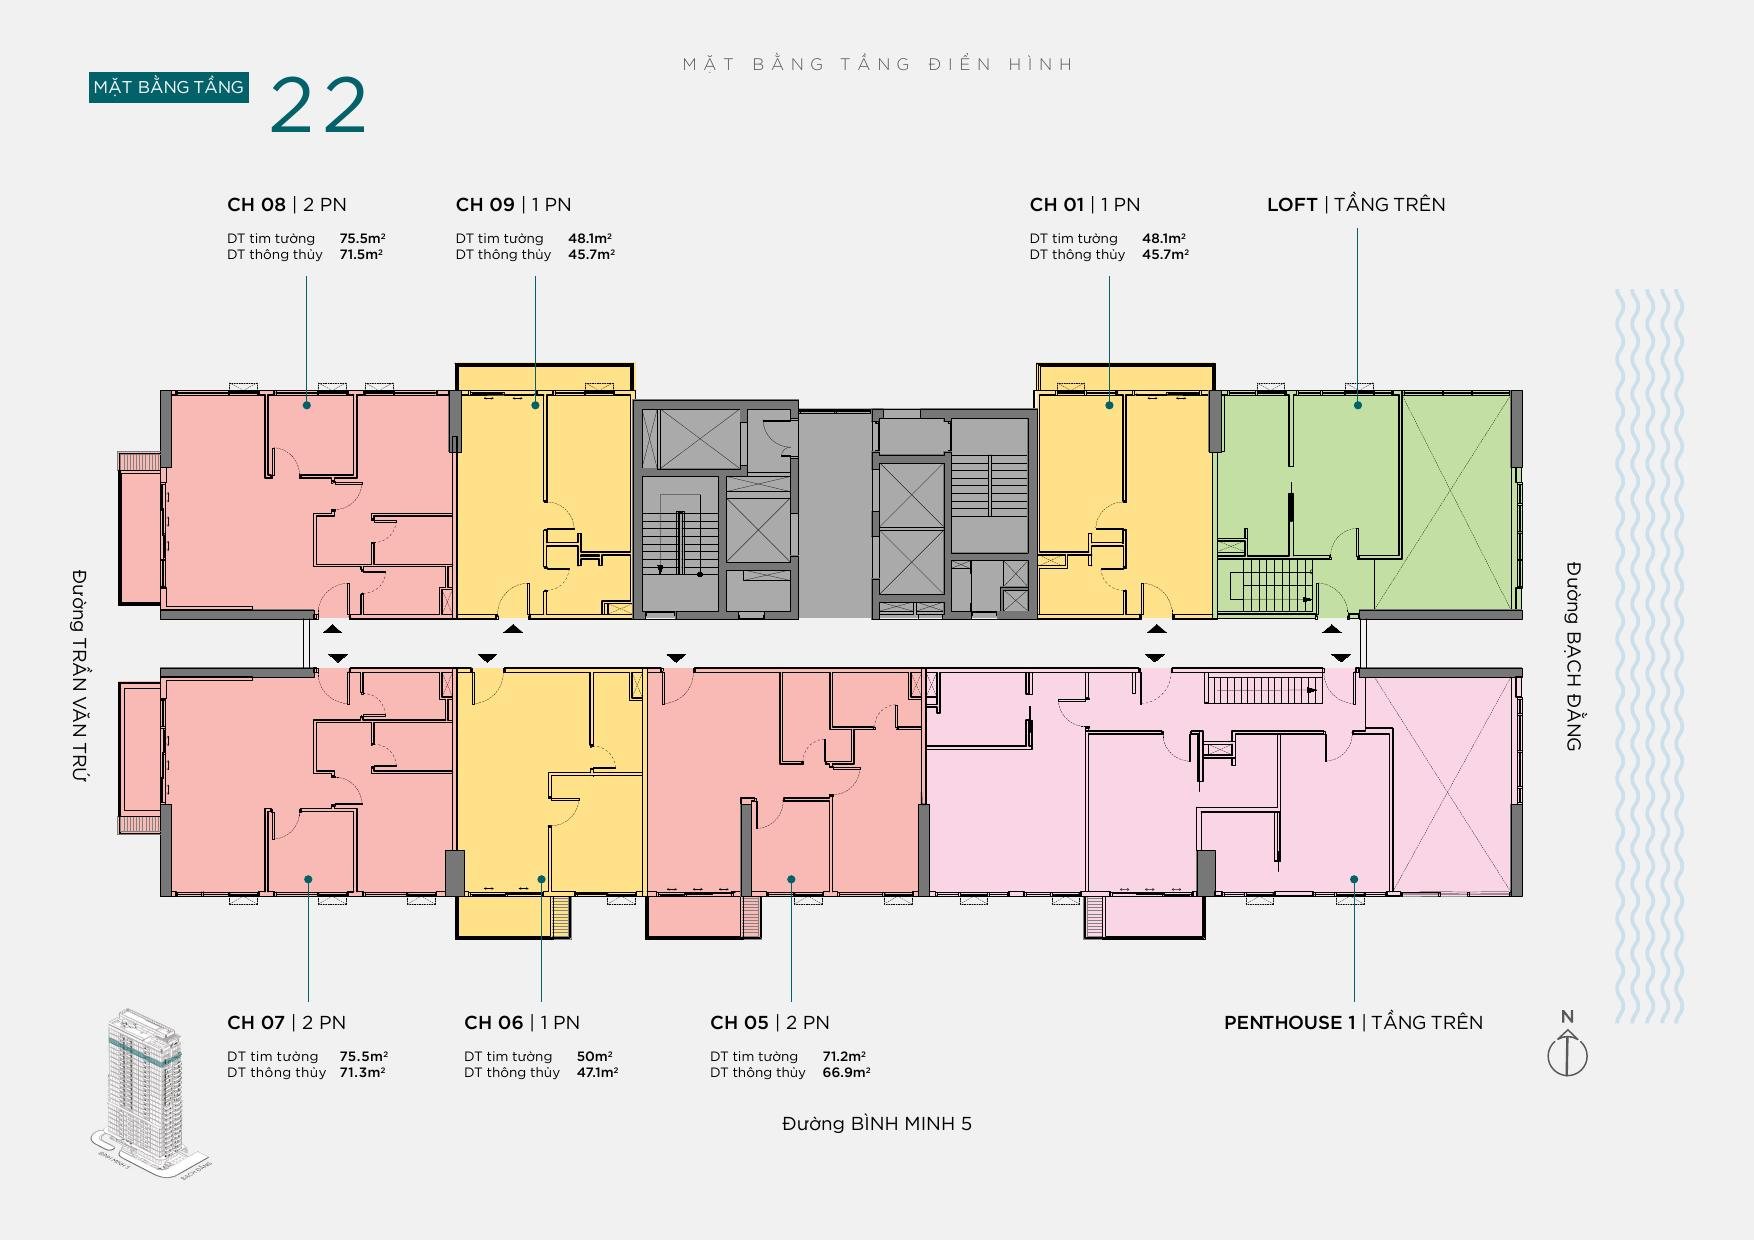 MẶT BẰNG TẦNG ĐIỂN HÌNH
MẶT BẰNG TẦNG
22
CH 08 | 2 PN
DT tim tường 75.5m²
DT thông thủy 71.5m²
CH 09 | 1 PN
DT tim tường 48.1m²
DT thông thủy 45.7m²
CH 01 | 1 PN
DT tim tường 48.1m²
DT thông thủy 45.7m²
LOFT | TẦNG TRÊN
Đường TRẦN VĂN TRỨ
Đường BẠCH ĐẰNG
CH 07 | 2 PN
DT tim tường 75.5m²
DT thông thủy 71.3m²
CH 06 | 1 PN
DT tim tường 50m²
DT thông thủy 47.1m²
CH 05 | 2 PN
DT tim tường 71.2m²
DT thông thủy 66.9m²
PENTHOUSE 1 | TẦNG TRÊN
N
Đường BÌNH MINH 5
BÌNH MINH 5
BẠCH ĐẰNG